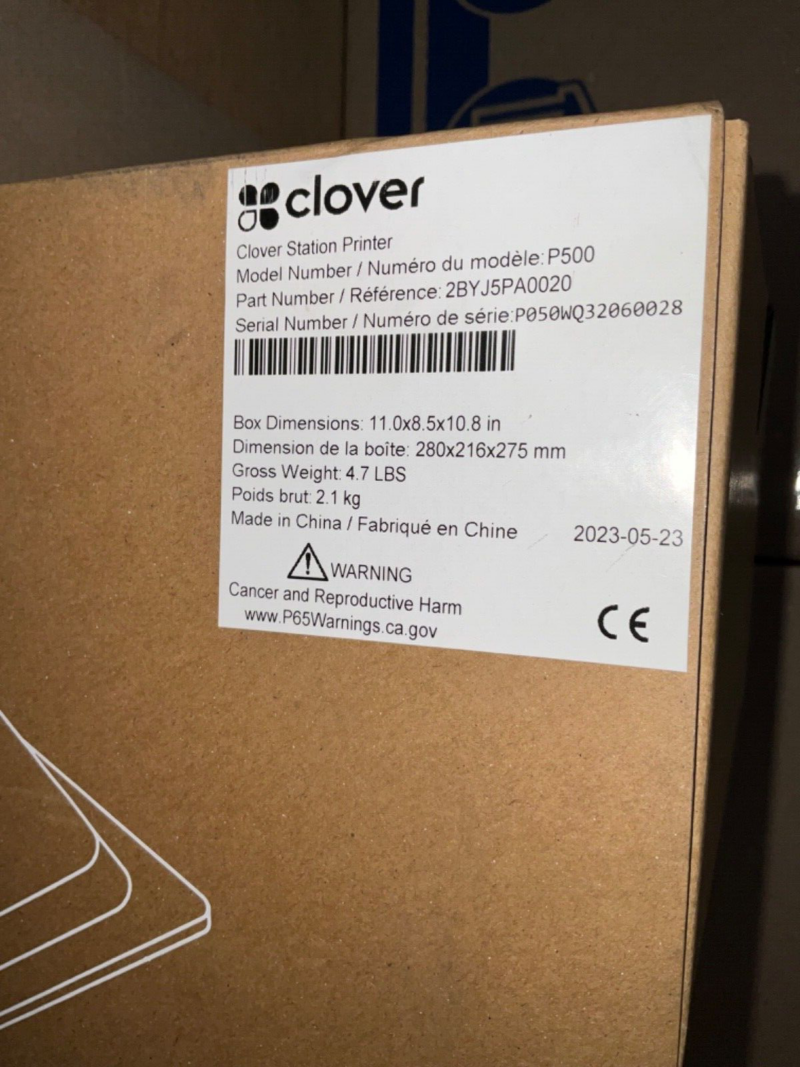 clover
Clover Station Printer
Model Number / Numéro du modèle: P500
Part Number / Référence: 2BYJ5PA0020
Serial Number / Numéro de série:P050WQ32060028
Box Dimensions: 11.0x8.5x10.8 in
Dimension de la boîte: 280x216x275 mm
Gross Weight: 4.7 LBS
Poids brut: 2.1 kg
Made in China / Fabriqué en Chine 2023-05-23
WARNING
Cancer and Reproductive Harm
www.P65Warnings.ca.gov
CE